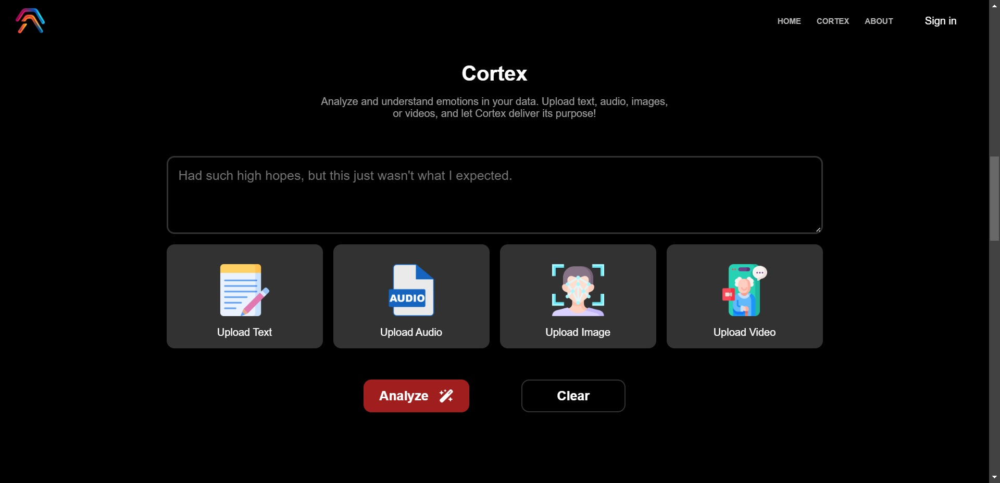 HOME CORTEX ABOUT Sign in
Cortex
Analyze and understand emotions in your data. Upload text, audio, images,
or videos, and let Cortex deliver its purpose!
Had such high hopes, but this just wasn't what I expected.
AUDIO
Upload Text
Upload Audio
Upload Image
Upload Video
Analyze
Clear